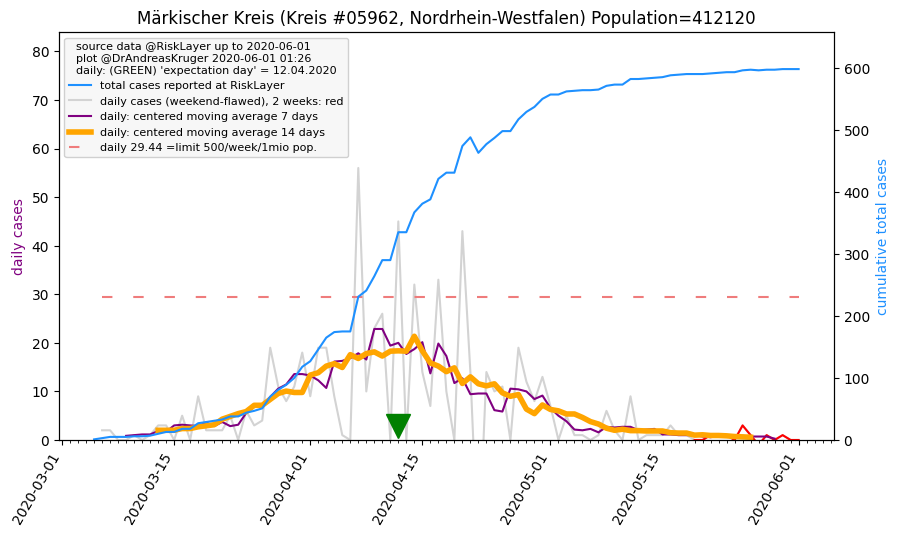 Märkischer Kreis (Kreis #05962, Nordrhein-Westfalen) Population=412120
source data @RiskLayer up to 2020-06-01
plot @DrAndreasKruger 2020-06-01 01:26
daily: (GREEN) 'expectation day' = 12.04.2020
total cases reported at RiskLayer
daily cases (weekend-flawed), 2 weeks: red
daily: centered moving average 7 days
daily: centered moving average 14 days
daily 29.44 =limit 500/week/1mio pop.
daily cases
80
70
60
50
40
30
20
10
0
cumulative total cases
600
500
400
300
200
100
0
2020-03-01
2020-03-15
2020-04-01
2020-04-15
2020-05-01
2020-05-15
2020-06-01